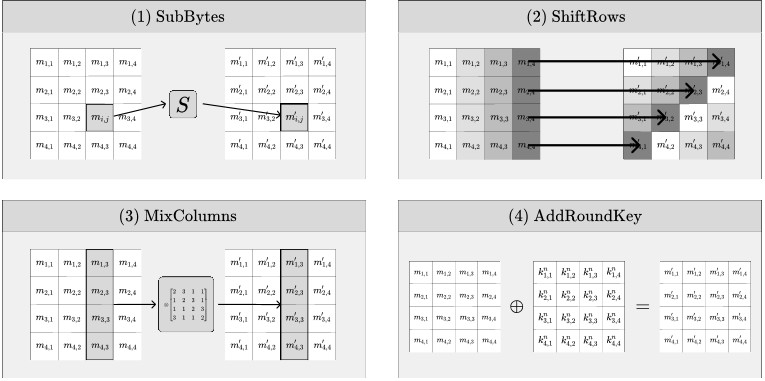 (1) SubBytes
m1,1 m1,2 m1,3 m1,4
m2,1 m2,2 m2,3 m2,4
m3,1 m3,2 mi,j m3,4
m4,1 m4,2 m4,3 m4,4
S
m′1,1 m′1,2 m′1,3 m′1,4
m′2,1 m′2,2 m′2,3 m′2,4
m′3,1 m′3,2 m′i,j m′3,4
m′4,1 m′4,2 m′4,3 m′4,4
(2) ShiftRows
m1,1 m1,2 m1,3 m1,4
m2,1 m2,2 m2,3 m2,4
m3,1 m3,2 m3,3 m3,4
m4,1 m4,2 m4,3 m4,4
m′1,1 m′1,2 m′1,3 m′1,4
m′2,1 m′2,2 m′2,3 m′2,4
m′3,1 m′3,2 m′3,3 m′3,4
m′4,1 m′4,2 m′4,3 m′4,4
(3) MixColumns
m1,1 m1,2 m1,3 m1,4
m2,1 m2,2 m2,3 m2,4
m3,1 m3,2 m3,3 m3,4
m4,1 m4,2 m4,3 m4,4
2 3 1 1
1 2 3 1
1 1 2 3
3 1 1 2
m′1,1 m′1,2 m′1,3 m′1,4
m′2,1 m′2,2 m′2,3 m′2,4
m′3,1 m′3,2 m′3,3 m′3,4
m′4,1 m′4,2 m′4,3 m′4,4
(4) AddRoundKey
m1,1 m1,2 m1,3 m1,4
m2,1 m2,2 m2,3 m2,4
m3,1 m3,2 m3,3 m3,4
m4,1 m4,2 m4,3 m4,4
⊕
kⁿ1,1 kⁿ1,2 kⁿ1,3 kⁿ1,4
kⁿ2,1 kⁿ2,2 kⁿ2,3 kⁿ2,4
kⁿ3,1 kⁿ3,2 kⁿ3,3 kⁿ3,4
kⁿ4,1 kⁿ4,2 kⁿ4,3 kⁿ4,4
=
m′1,1 m′1,2 m′1,3 m′1,4
m′2,1 m′2,2 m′2,3 m′2,4
m′3,1 m′3,2 m′3,3 m′3,4
m′4,1 m′4,2 m′4,3 m′4,4